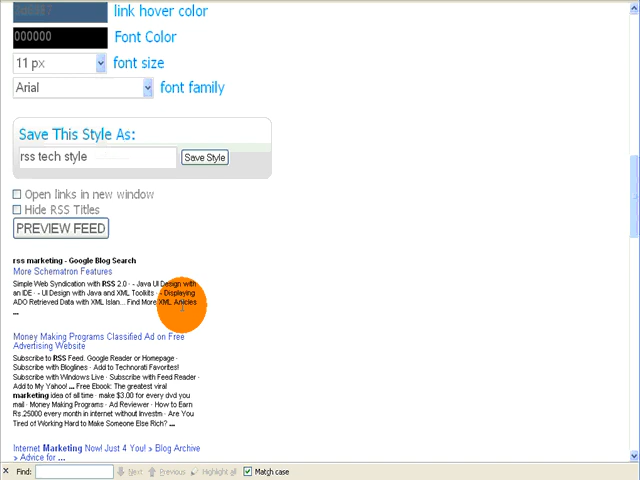 link hover color
000000 Font Color
11 px font size
Arial font family
Save This Style As:
rss tech style Save Style
Open links in new window
Hide RSS Titles
PREVIEW FEED
rss marketing - Google Blog Search
More Schematron Features
Simple Web Syndication with RSS 2.0 · - Java UI Design with
an IDE · - UI Design with Java and XML Toolkits · - Displaying
ADO Retrieved Data with XML Islan... Find More XML Articles
...
Money Making Programs Classified Ad on Free
Advertising Website
Subscribe to RSS Feed. Google Reader or Homepage ·
Subscribe with Bloglines · Add to Technorati Favorites!
Subscribe with Windows Live · Subscribe with Feed Reader ·
Add to My Yahoo! ... Free Ebook: The greatest viral
marketing idea of all time · make $3.00 for every dvd you
mail · Money Making Programs · Ad Reviewer · How to Earn
Rs.25000 every month in internet without Investm · Are You
Tired of Working Hard to Make Someone Else Rich? ...
Internet Marketing Now! Just 4 You! » Blog Archive
» Advice for ...
Find: Next Previous Highlight all Match case